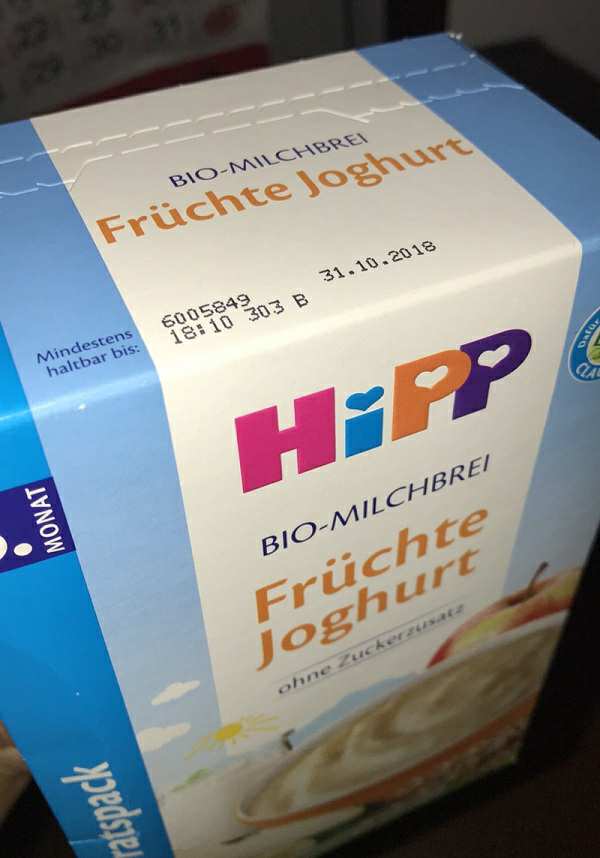 BIO-MILCHBREI
Früchte Joghurt
31.10.2018
6005849
18:10 303 B
Mindestens
haltbar bis:
HiPP
MONAT
BIO-MILCHBREI
Früchte
Joghurt
ohne Zuckerzusatz